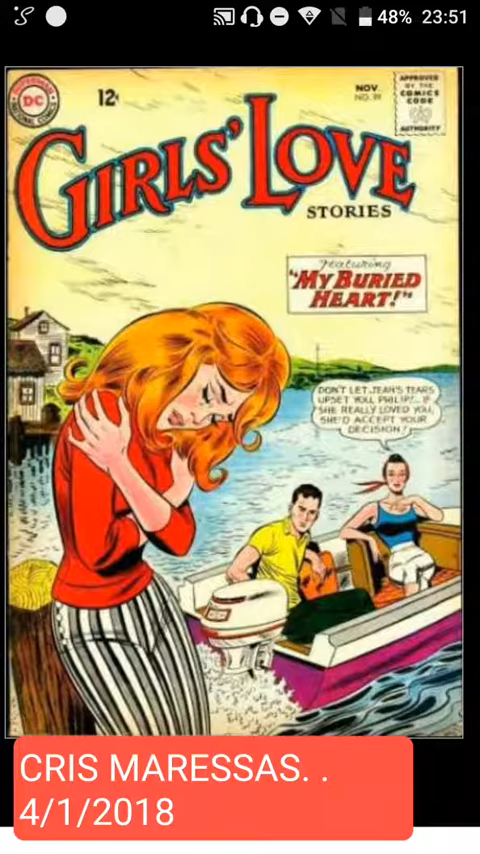 48% 23:51
SUPERMAN
DC
NATIONAL COMICS
12¢
NOV.
NO. 99
APPROVED
BY THE
COMICS
CODE
AUTHORITY
GIRLS' LOVE
STORIES
Featuring
"MY BURIED
HEART!"
DON'T LET JEAN'S TEARS
UPSET YOU, PHILIP!... IF
SHE REALLY LOVED YOU,
SHE'D ACCEPT YOUR
DECISION!
CRIS MARESSAS. .
4/1/2018